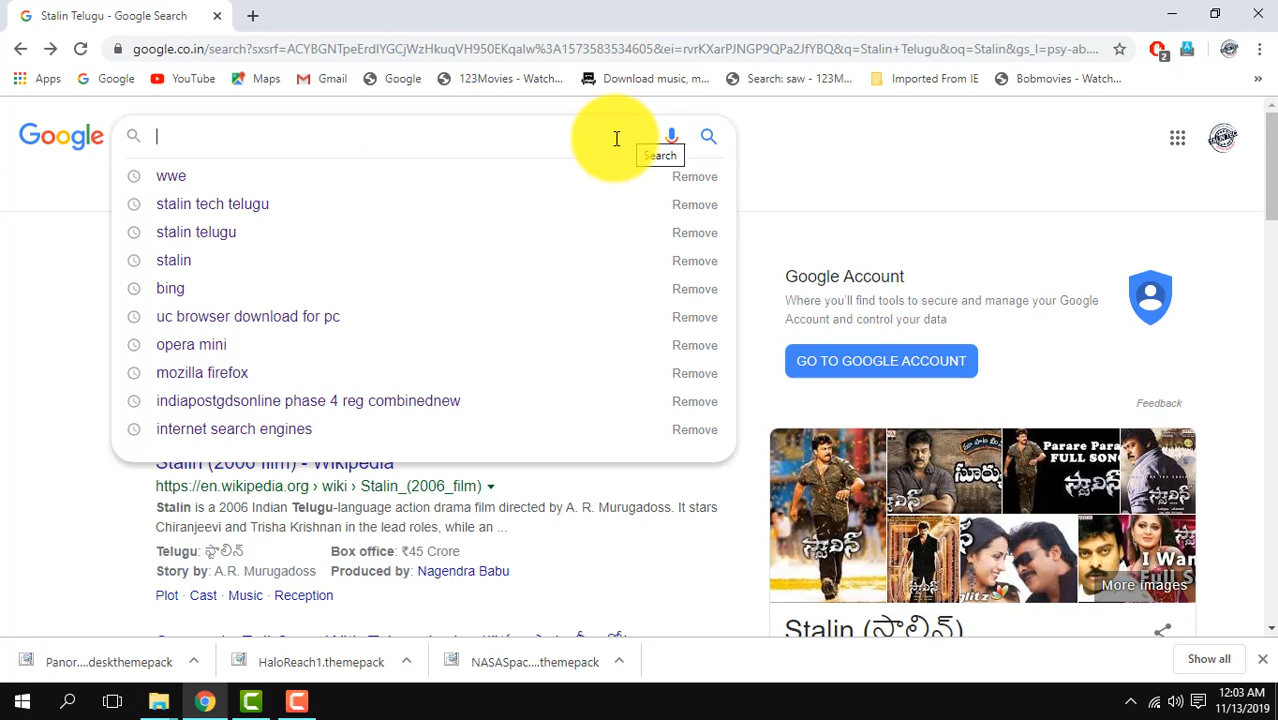 Stalin Telugu - Google Search
google.co.in/search?sxsrf=ACYBGNTpeErdIYGCjWzHkuqVH950EKqalw%3A1573583534605&ei=rvrKXaPJNGP9QPa2JfYBQ&q=Stalin+Telugu&oq=Stalin&gs_l=psy-ab....
2
Apps Google YouTube Maps Gmail Google 123Movies - Watch... Download music, m... Search: saw - 123M... Imported From IE Bobmovies - Watch... »
Google
Search
wwe Remove
stalin tech telugu Remove
stalin telugu Remove
stalin Remove
bing Remove
uc browser download for pc Remove
opera mini Remove
mozilla firefox Remove
indiapostgdsonline phase 4 reg combinednew Remove
internet search engines Remove
Stalin (2006 film) - Wikipedia
https://en.wikipedia.org › wiki › Stalin_(2006_film)
Stalin is a 2006 Indian Telugu-language action drama film directed by A. R. Murugadoss. It stars
Chiranjeevi and Trisha Krishnan in the lead roles, while an ...
Telugu: స్టాలిన్ Box office: ₹45 Crore
Story by: A.R. Murugadoss Produced by: Nagendra Babu
Plot · Cast · Music · Reception
Google Account
Where you'll find tools to secure and manage your Google
Account and control your data
GO TO GOOGLE ACCOUNT
Feedback
Parare Para
FULL SONG
స్టాలిన్
I Wan
More images
Stalin (స్టాలిన్)
Panor....deskthemepack
HaloReach1.themepack
NASASpac....themepack
Show all
12:03 AM
11/13/2019